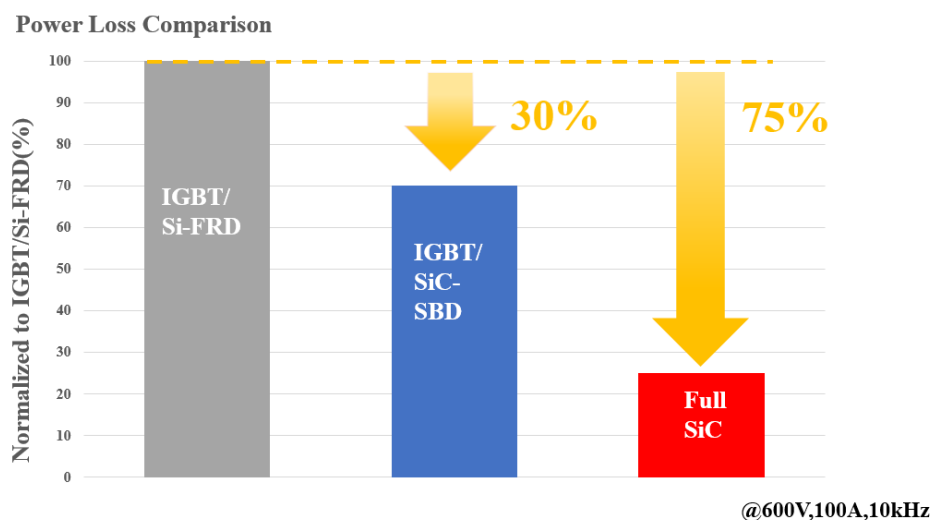 Power Loss Comparison
Normalized to IGBT/Si-FRD(%)
100
90
80
70
60
50
40
30
20
10
0
IGBT/
Si-FRD
30%
IGBT/
SiC-
SBD
75%
Full
SiC
@600V,100A,10kHz